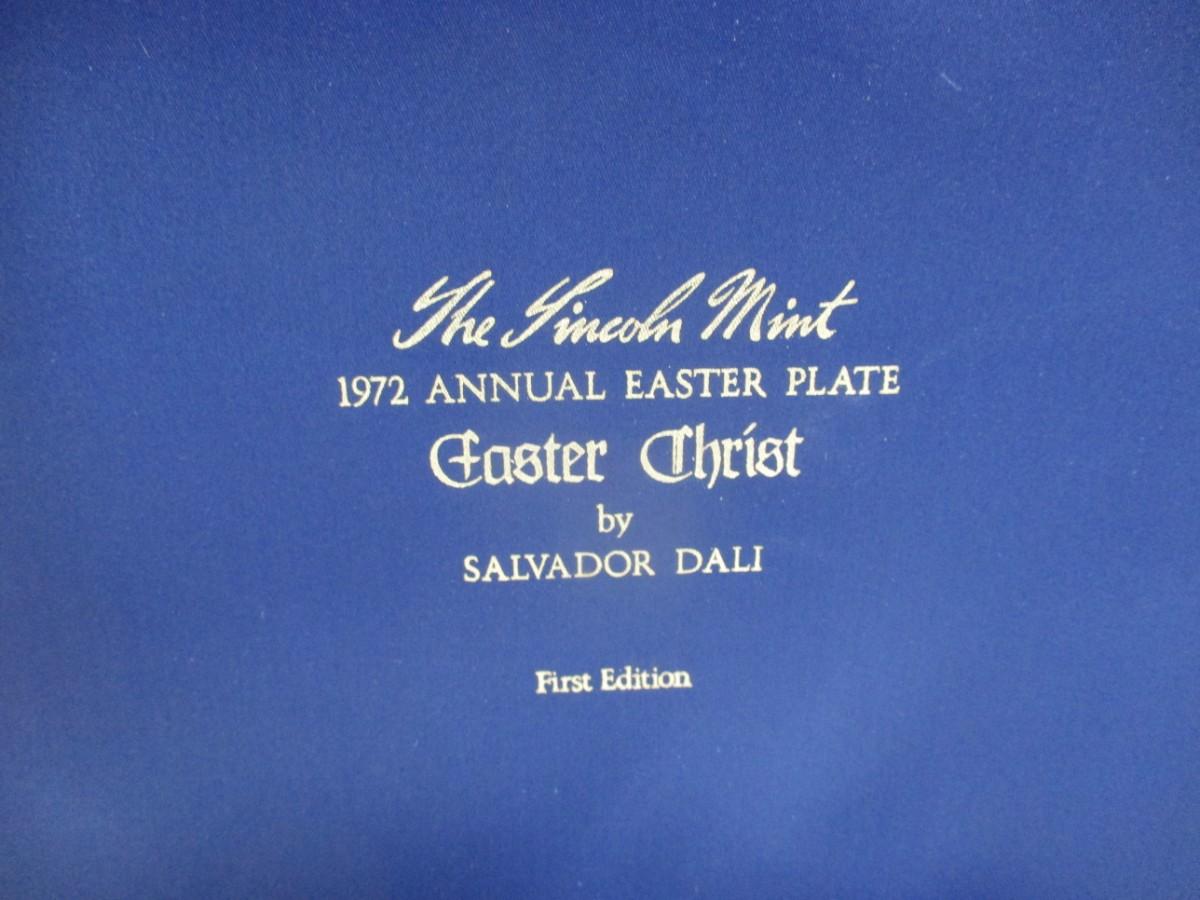 The Lincoln Mint
1972 ANNUAL EASTER PLATE
Easter Christ
by
SALVADOR DALI
First Edition